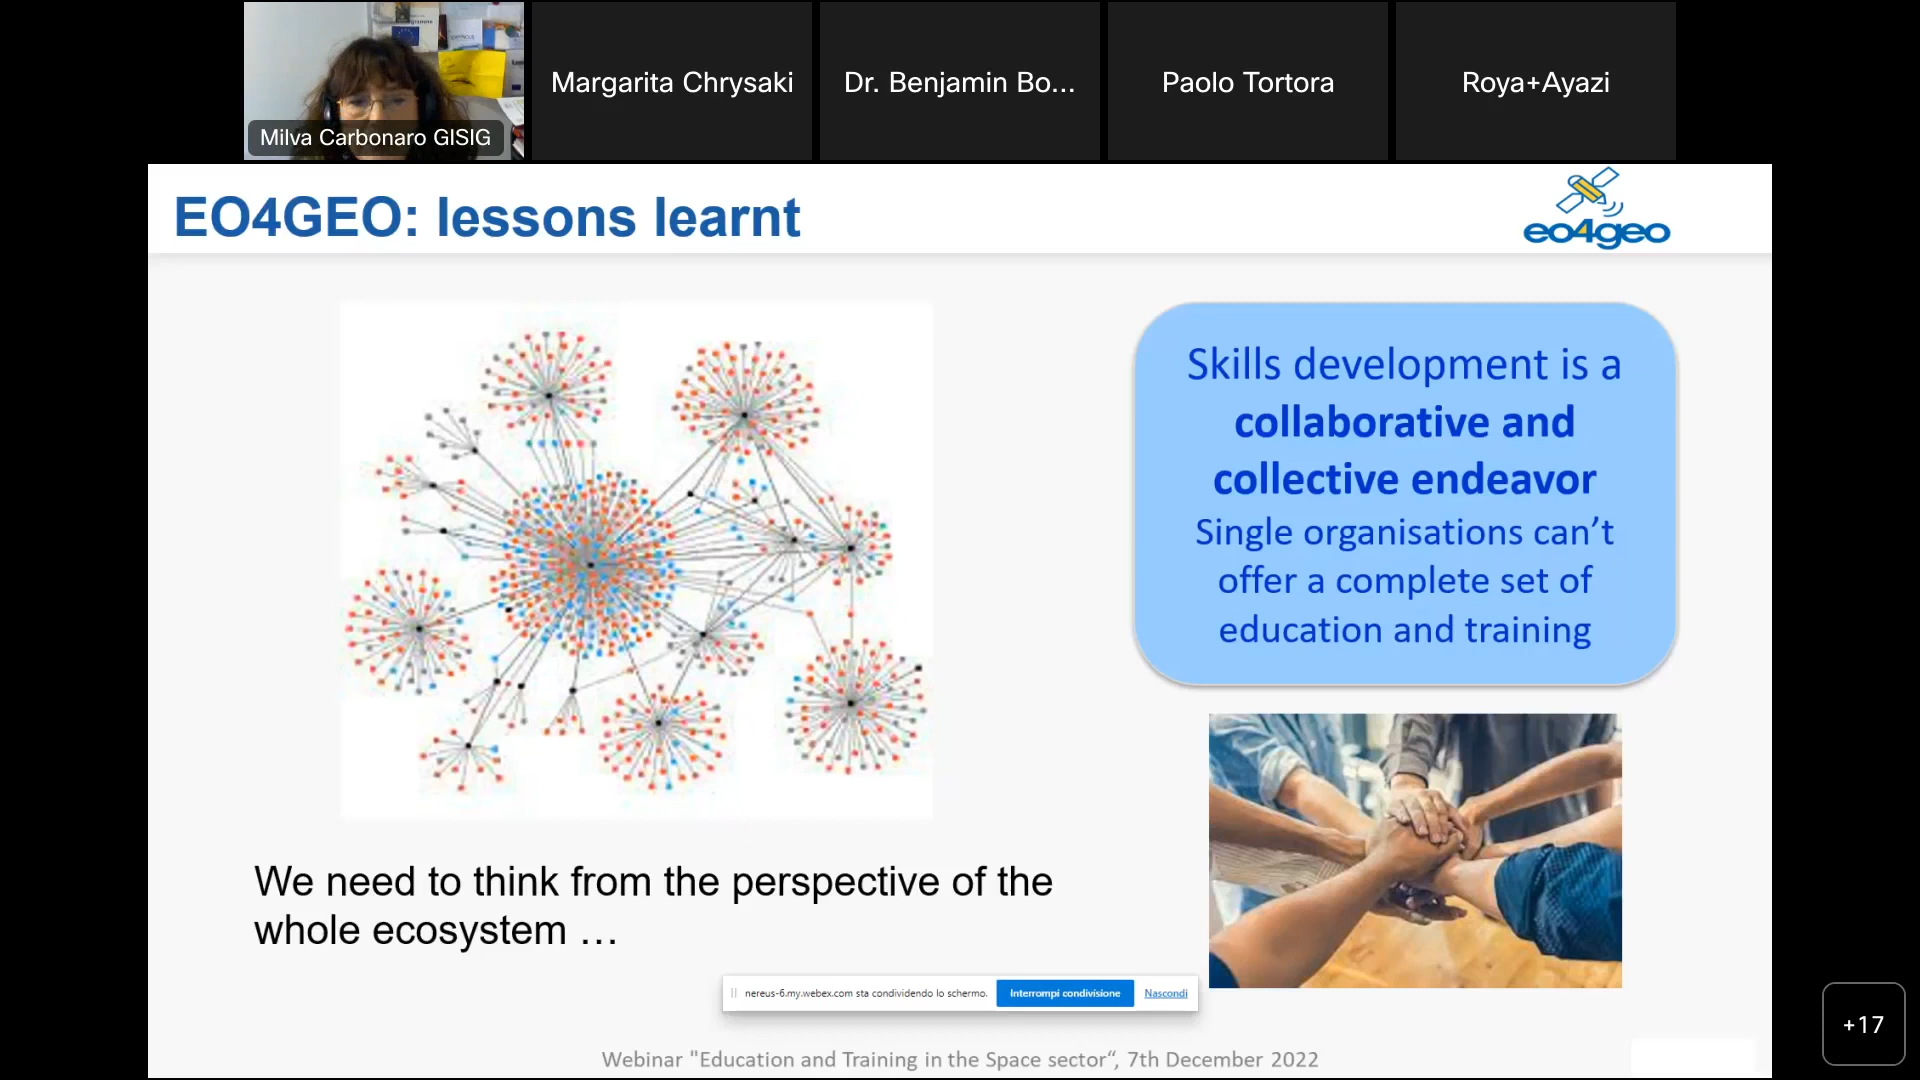 Milva Carbonaro GISIG
Margarita Chrysaki
Dr. Benjamin Bo...
Paolo Tortora
Roya+Ayazi
EO4GEO: lessons learnt
eo4geo
Skills development is a
collaborative and
collective endeavor
Single organisations can’t
offer a complete set of
education and training
We need to think from the perspective of the
whole ecosystem …
nereus-6.my.webex.com sta condividendo lo schermo.
Interrompi condivisione
Nascondi
+17
Webinar "Education and Training in the Space sector“, 7th December 2022